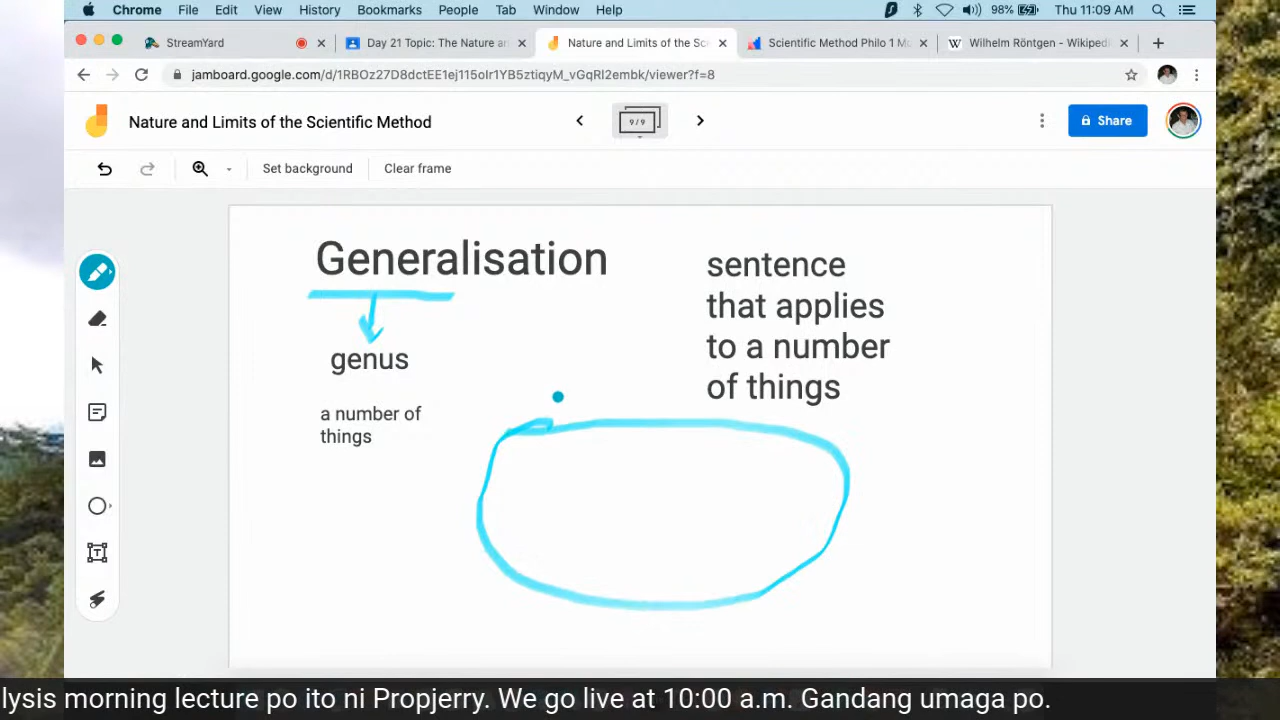 Chrome File Edit View History Bookmarks People Tab Window Help 98% Thu 11:09 AM
StreamYard Day 21 Topic: The Nature an Nature and Limits of the Sci Scientific Method Philo 1 Mo Wilhelm Röntgen - Wikiped
jamboard.google.com/d/1RBOz27D8dctEE1ej115oIr1YB5ztiqyM_vGqRI2embk/viewer?f=8
Nature and Limits of the Scientific Method 9/9 Share
Set background Clear frame
Generalisation
genus
a number of
things
sentence
that applies
to a number
of things
lysis morning lecture po ito ni Propjerry. We go live at 10:00 a.m. Gandang umaga po.